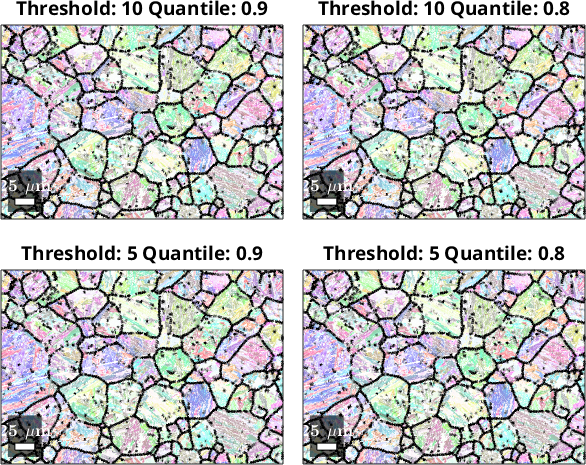 Threshold: 10 Quantile: 0.9
Threshold: 10 Quantile: 0.8
25 μm
25 μm
Threshold: 5 Quantile: 0.9
Threshold: 5 Quantile: 0.8
25 μm
25 μm